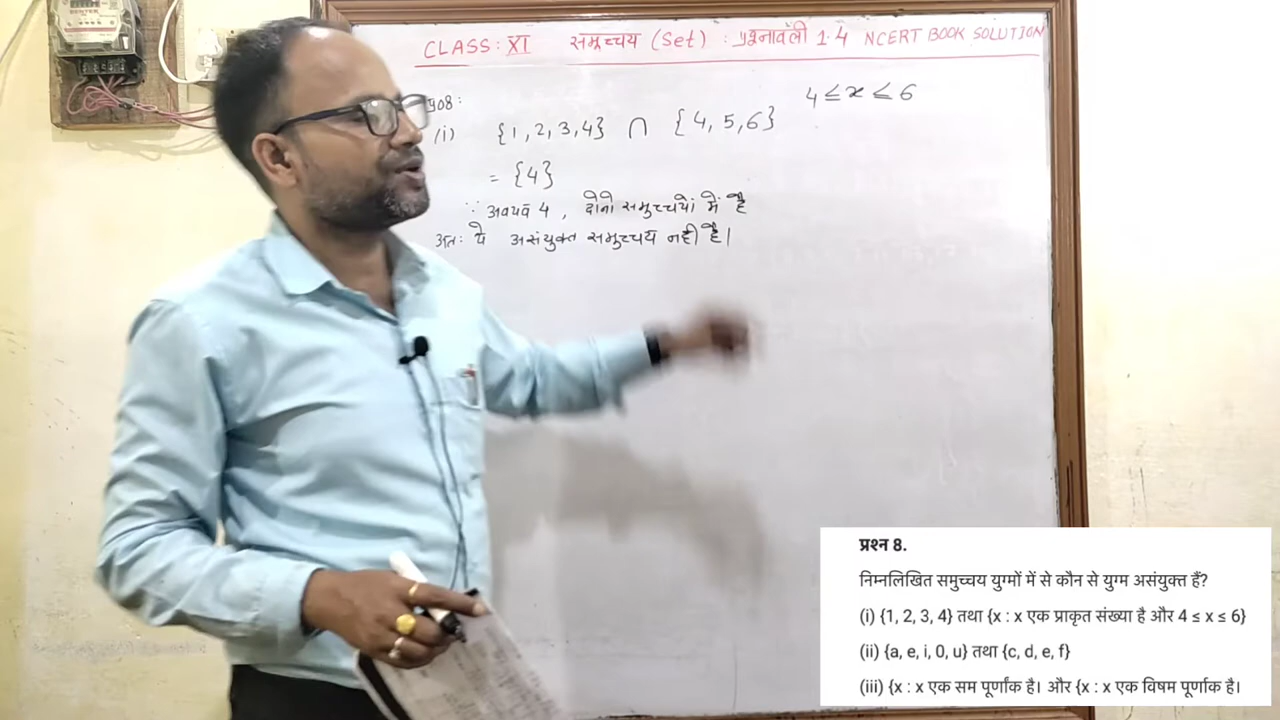 CLASS: XI समुच्चय (Set) : प्रश्नावली 1.4 NCERT BOOK SOLUTION
प्र०8:
4 ≤ x ≤ 6
(i) {1,2,3,4} ∩ {4,5,6}
= {4}
∵ अवयव 4, दोनो समुच्चयों में है
अतः ये असंयुक्त समुच्चय नही है।
प्रश्न 8.
निम्नलिखित समुच्चय युग्मों में से कौन से युग्म असंयुक्त हैं?
(i) {1, 2, 3, 4} तथा {x : x एक प्राकृत संख्या है और 4 ≤ x ≤ 6}
(ii) {a, e, i, 0, u} तथा {c, d, e, f}
(iii) {x : x एक सम पूर्णांक है। और {x : x एक विषम पूर्णाक है।